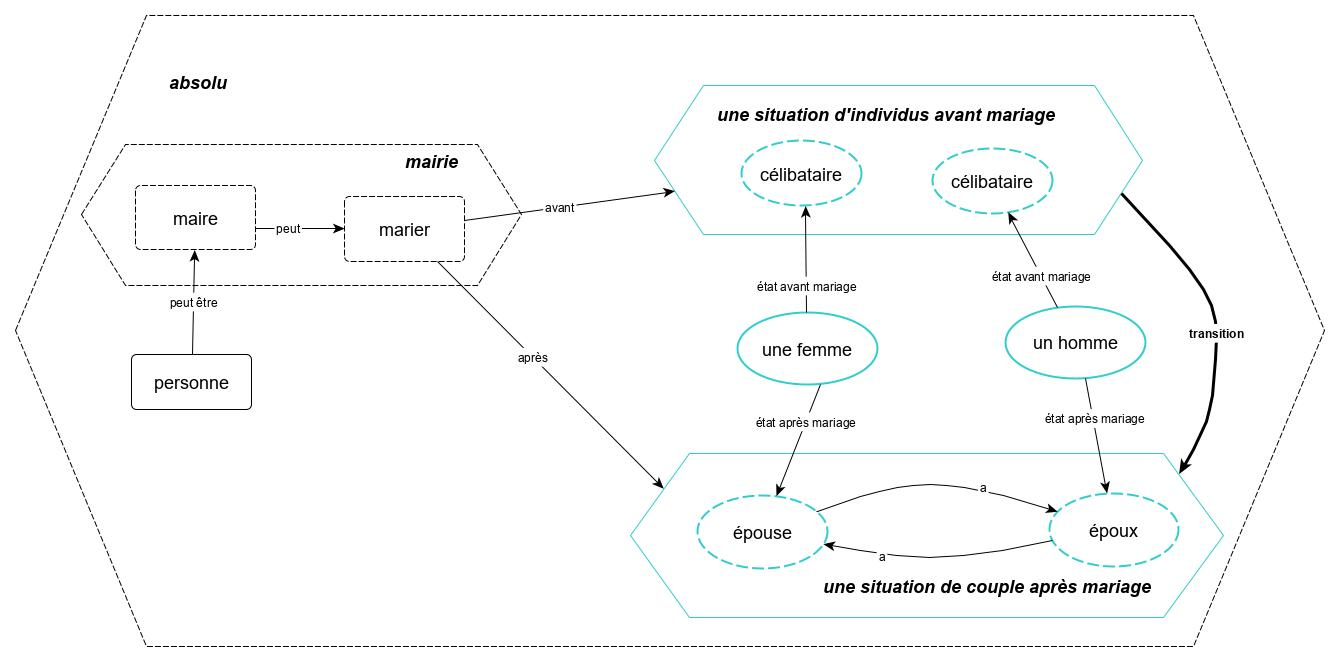 absolu
une situation d'individus avant mariage
mairie
célibataire
célibataire
maire
peut
marier
avant
état avant mariage
état avant mariage
peut être
personne
après
une femme
un homme
transition
état après mariage
état après mariage
a
épouse
époux
a
une situation de couple après mariage